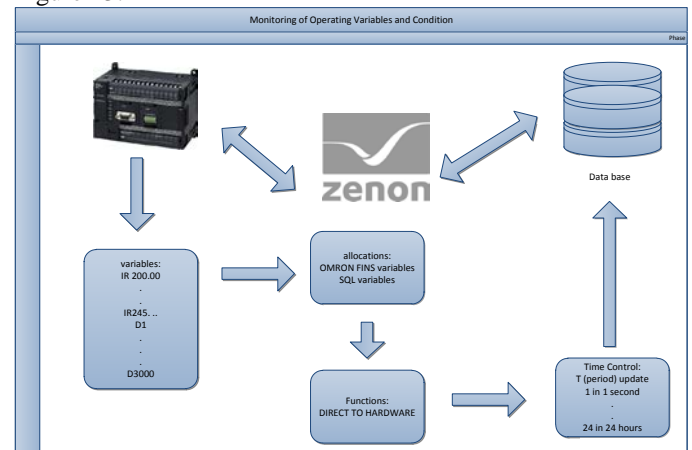 Monitoring of Operating Variables and Condition
Phase
zenon
Data base
variables:
IR 200.00
.
.
IR245. ..
D1
.
.
.
D3000
allocations:
OMRON FINS variables
SQL variables
Functions:
DIRECT TO HARDWARE
Time Control:
T (period) update
1 in 1 second
.
.
24 in 24 hours